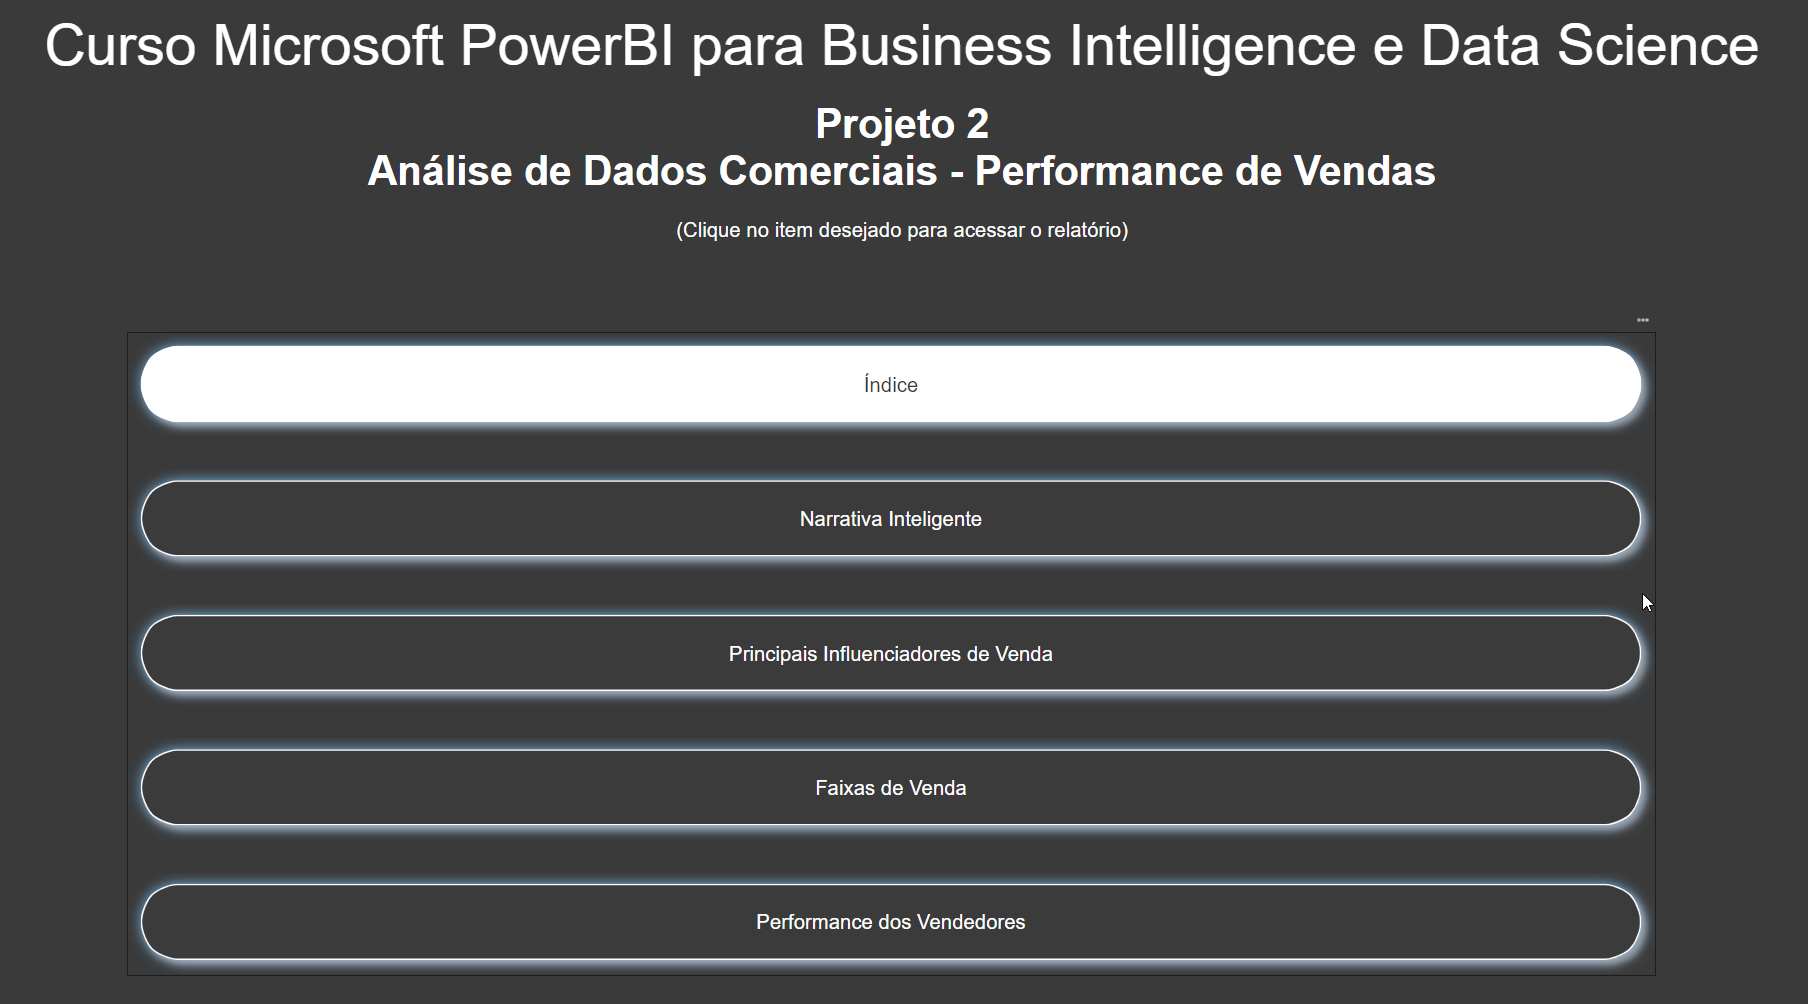 Curso Microsoft PowerBI para Business Intelligence e Data Science
Projeto 2
Análise de Dados Comerciais - Performance de Vendas
(Clique no item desejado para acessar o relatório)
Índice
Narrativa Inteligente
Principais Influenciadores de Venda
Faixas de Venda
Performance dos Vendedores